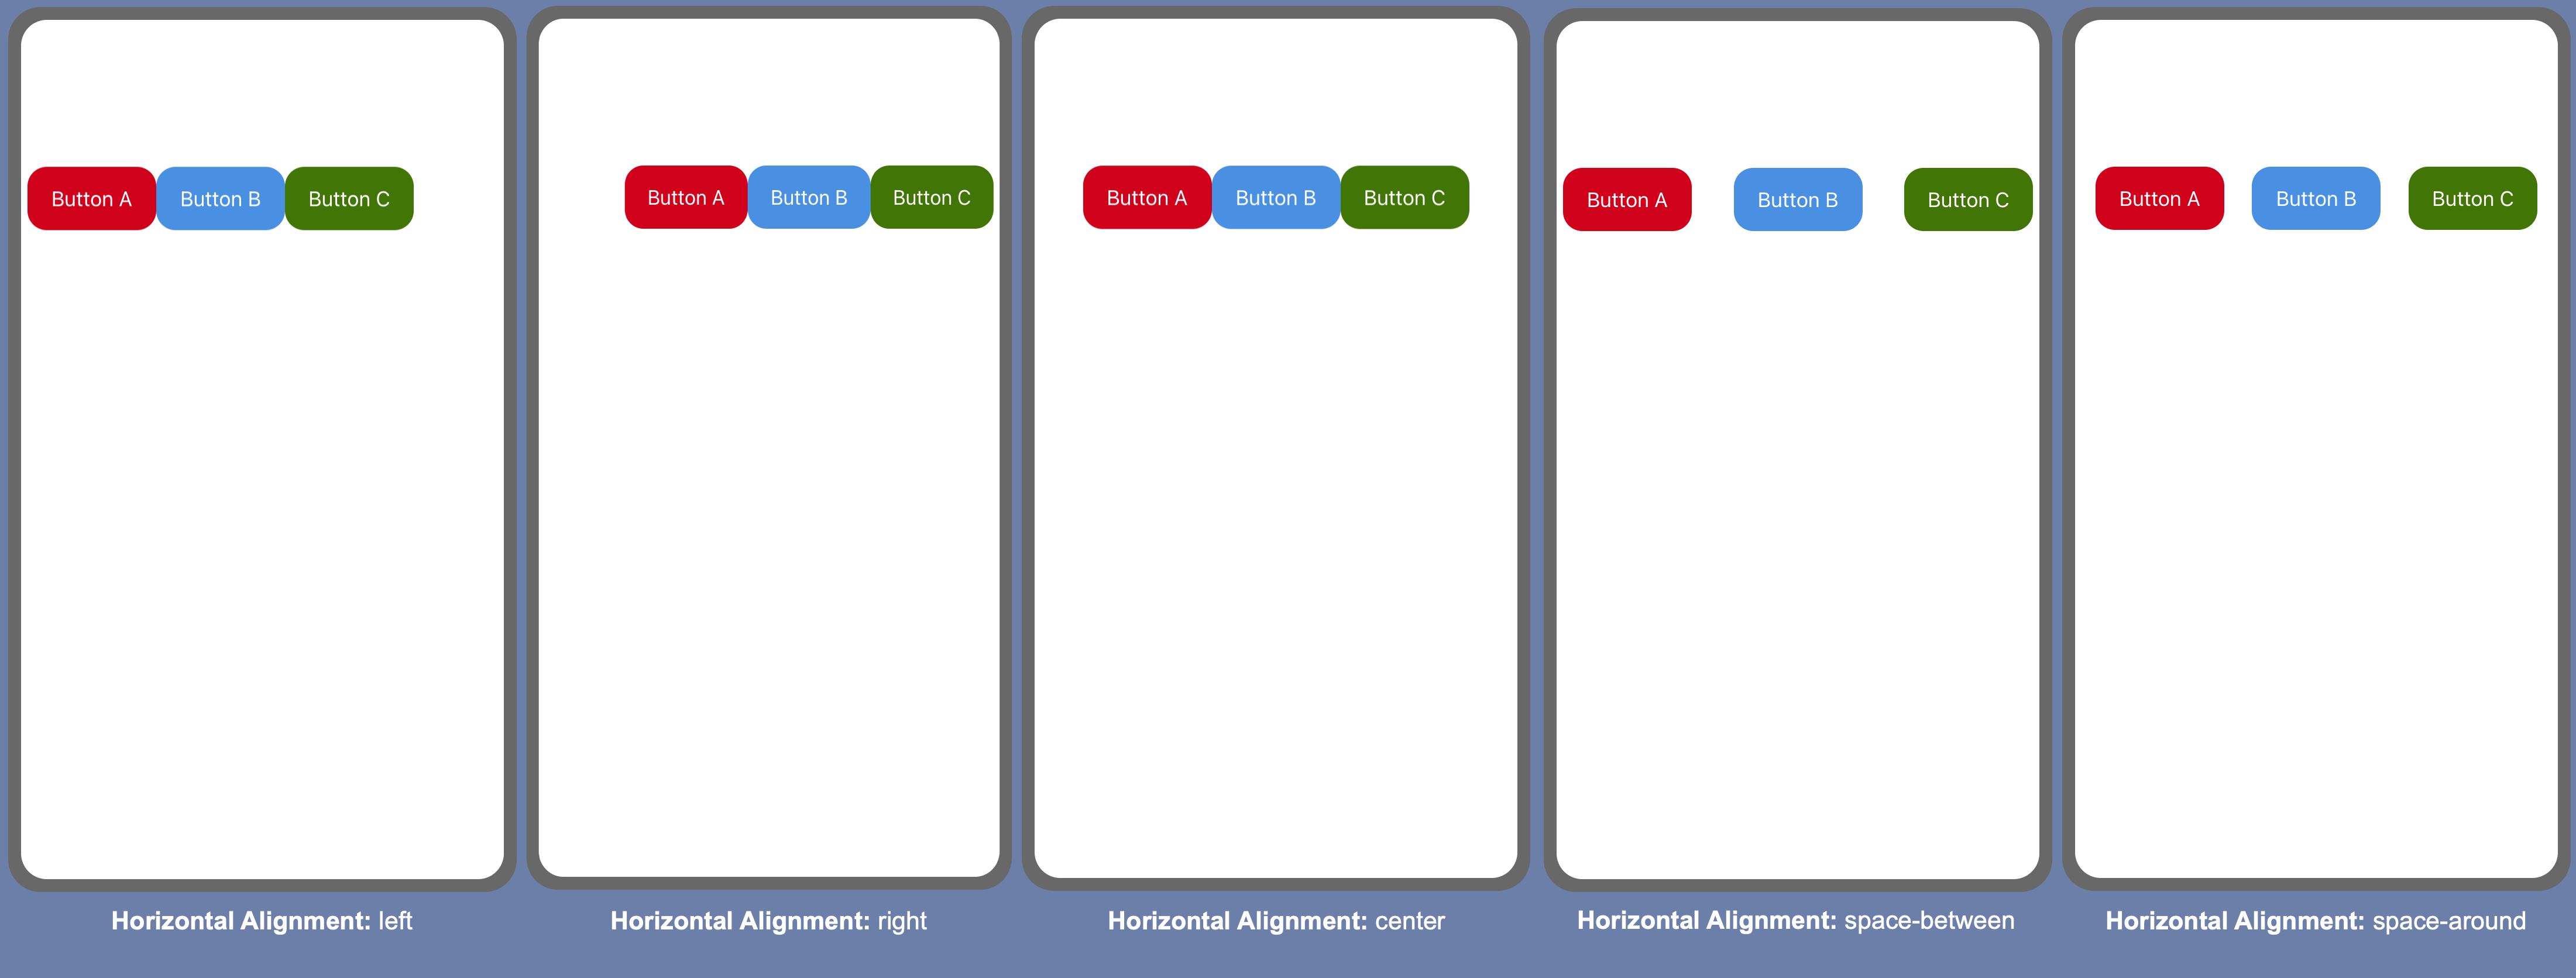 Button A Button B Button C
Button A Button B Button C
Button A Button B Button C
Button A Button B Button C
Button A Button B Button C
Horizontal Alignment: left
Horizontal Alignment: right
Horizontal Alignment: center
Horizontal Alignment: space-between
Horizontal Alignment: space-around